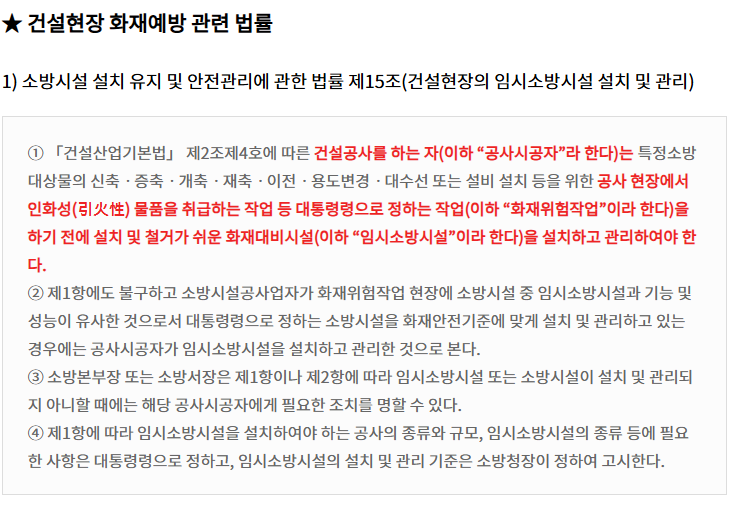 ★ 건설현장 화재예방 관련 법률
1) 소방시설 설치 유지 및 안전관리에 관한 법률 제15조(건설현장의 임시소방시설 설치 및 관리)
① 「건설산업기본법」 제2조제4호에 따른 건설공사를 하는 자(이하 “공사시공자”라 한다)는 특정소방
대상물의 신축ㆍ증축ㆍ개축ㆍ재축ㆍ이전ㆍ용도변경ㆍ대수선 또는 설비 설치 등을 위한 공사 현장에서
인화성(引火性) 물품을 취급하는 작업 등 대통령령으로 정하는 작업(이하 “화재위험작업”이라 한다)을
하기 전에 설치 및 철거가 쉬운 화재대비시설(이하 “임시소방시설”이라 한다)을 설치하고 관리하여야 한
다.
② 제1항에도 불구하고 소방시설공사업자가 화재위험작업 현장에 소방시설 중 임시소방시설과 기능 및
성능이 유사한 것으로서 대통령령으로 정하는 소방시설을 화재안전기준에 맞게 설치 및 관리하고 있는
경우에는 공사시공자가 임시소방시설을 설치하고 관리한 것으로 본다.
③ 소방본부장 또는 소방서장은 제1항이나 제2항에 따라 임시소방시설 또는 소방시설이 설치 및 관리되
지 아니할 때에는 해당 공사시공자에게 필요한 조치를 명할 수 있다.
④ 제1항에 따라 임시소방시설을 설치하여야 하는 공사의 종류와 규모, 임시소방시설의 종류 등에 필요
한 사항은 대통령령으로 정하고, 임시소방시설의 설치 및 관리 기준은 소방청장이 정하여 고시한다.